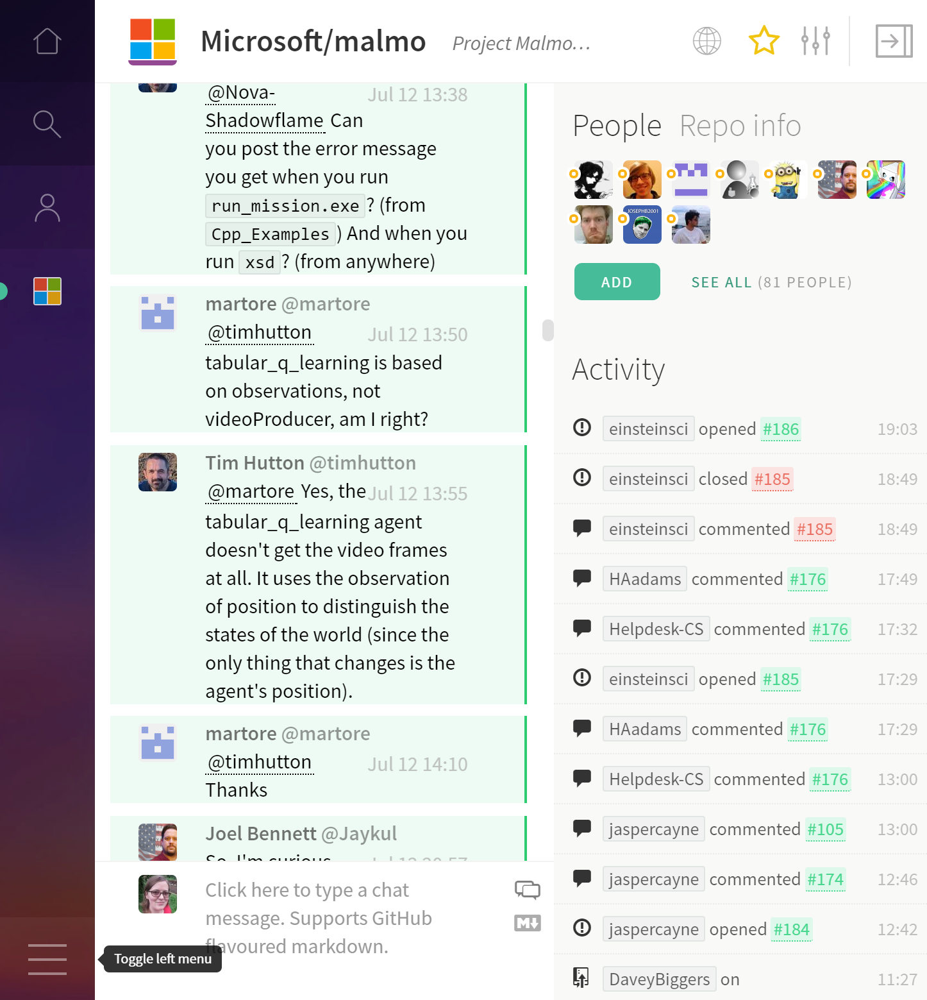 Microsoft/malmo Project Malmo…
@Nova-
Shadowflame Can
Jul 12 13:38
you post the error message
you get when you run
run_mission.exe ? (from
Cpp_Examples ) And when you
run xsd ? (from anywhere)
martore @martore
@timhutton Jul 12 13:50
tabular_q_learning is based
on observations, not
videoProducer, am I right?
Tim Hutton @timhutton
@martore Yes, the Jul 12 13:55
tabular_q_learning agent
doesn't get the video frames
at all. It uses the observation
of position to distinguish the
states of the world (since the
only thing that changes is the
agent's position).
martore @martore
@timhutton Jul 12 14:10
Thanks
Joel Bennett @Jaykul
So, I'm curious Jul 12 20:57
Click here to type a chat
message. Supports GitHub
flavoured markdown.
Toggle left menu
People Repo info
JOSEPHB2001
ADD SEE ALL (81 PEOPLE)
Activity
einsteinsci opened #186 19:03
einsteinsci closed #185 18:49
einsteinsci commented #185 18:49
HAadams commented #176 17:49
Helpdesk-CS commented #176 17:32
einsteinsci opened #185 17:29
HAadams commented #176 17:29
Helpdesk-CS commented #176 13:00
jaspercayne commented #105 13:00
jaspercayne commented #174 12:46
jaspercayne opened #184 12:42
DaveyBiggers on 11:27